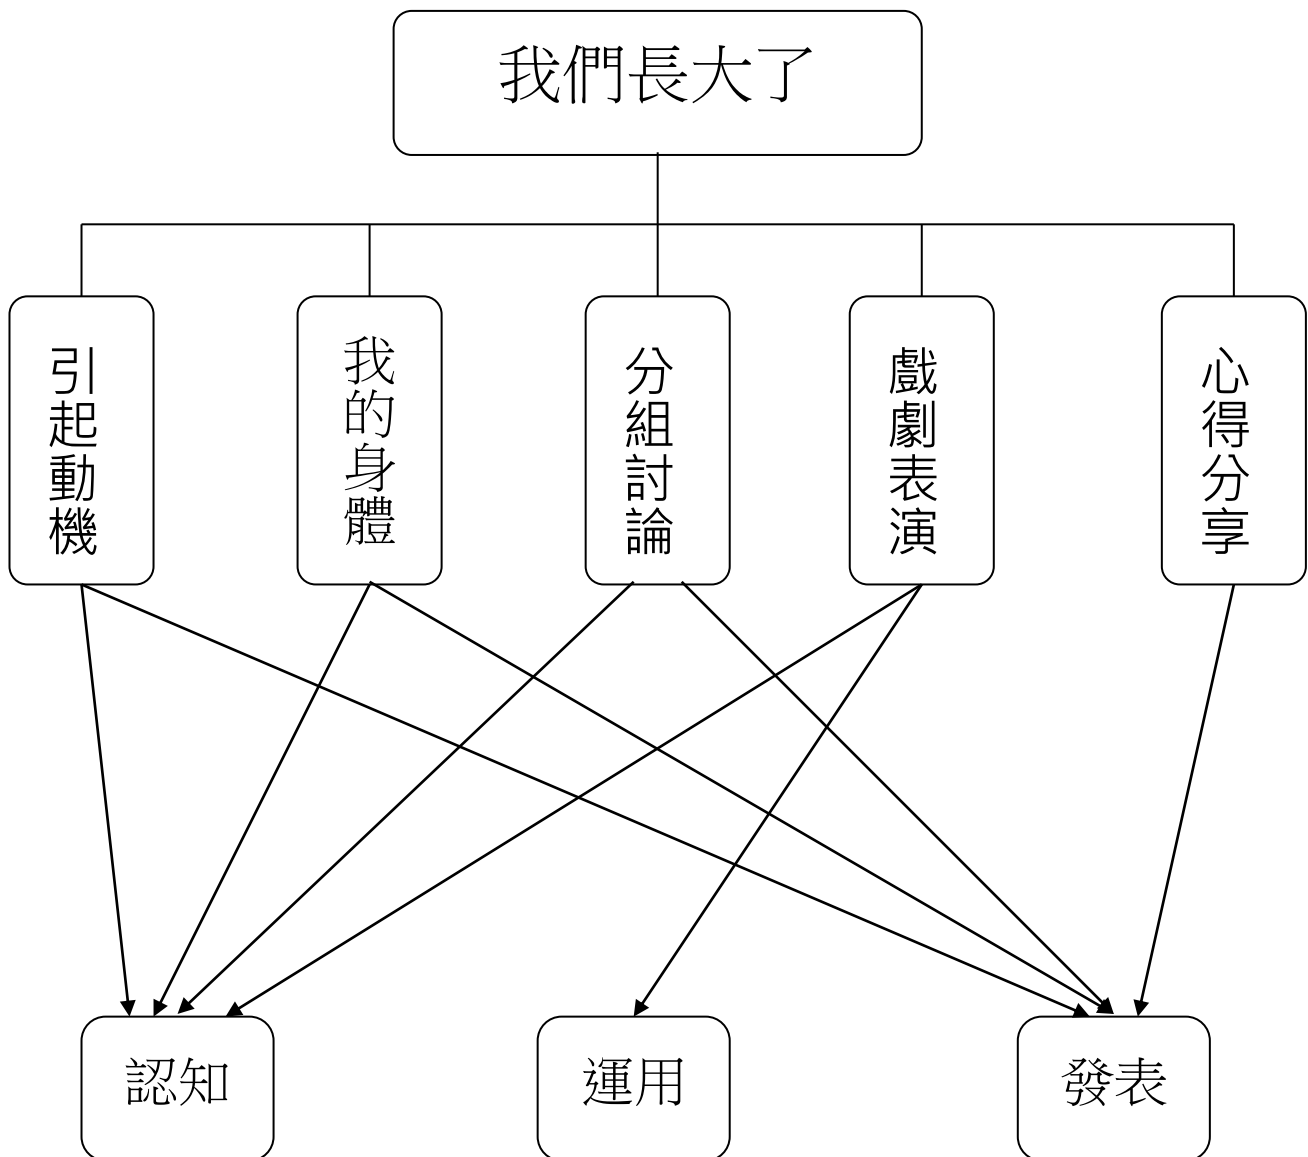 我們長大了
引起動機
我的身體
分組討論
戲劇表演
心得分享
認知
運用
發表